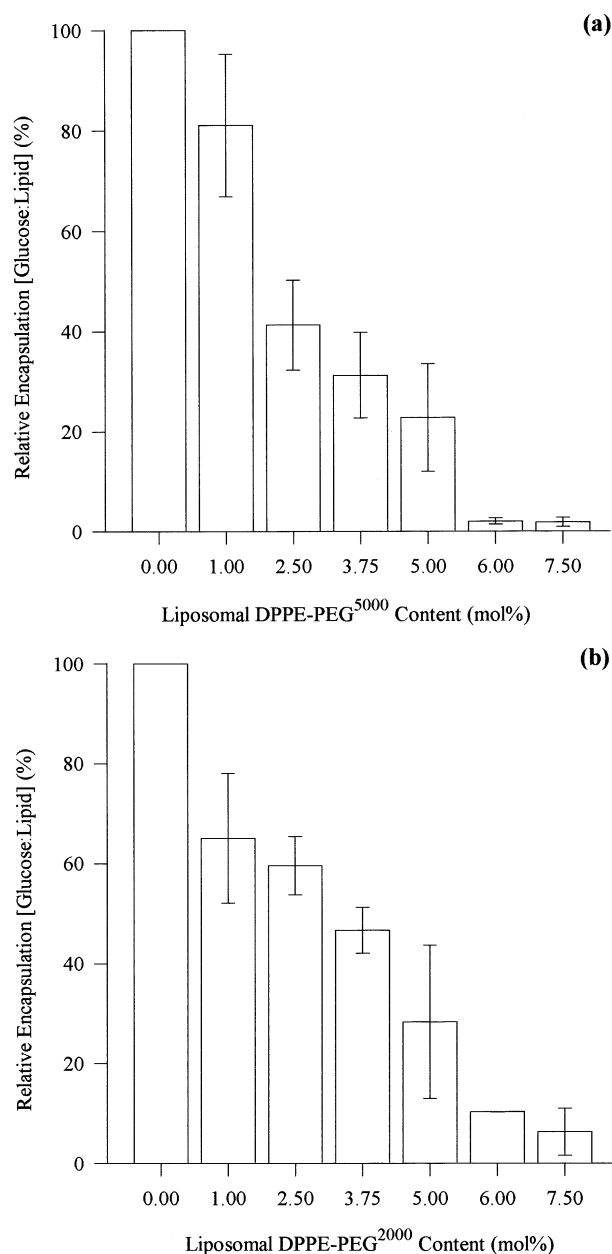 (a)
Relative Encapsulation [Glucose:Lipid] (%)
100
80
60
40
20
0
0.00 1.00 2.50 3.75 5.00 6.00 7.50
Liposomal DPPE-PEG⁵⁰⁰⁰ Content (mol%)
(b)
Relative Encapsulation [Glucose:Lipid] (%)
100
80
60
40
20
0
0.00 1.00 2.50 3.75 5.00 6.00 7.50
Liposomal DPPE-PEG²⁰⁰⁰ Content (mol%)